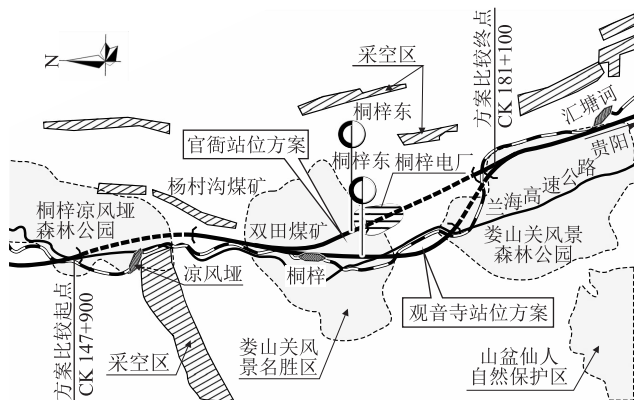 N
采空区
方案比较终点
CK 181+100
汇塘河
桐梓东
官衙站位方案
贵阳
桐梓东
桐梓电厂
杨村沟煤矿
兰海高速公路
桐梓凉风垭
森林公园
双田煤矿
娄山关风景
森林公园
凉风垭
桐梓
方案比较起点
CK 147+900
观音寺站位方案
采空区
娄山关风
景名胜区
山盆仙人
自然保护区